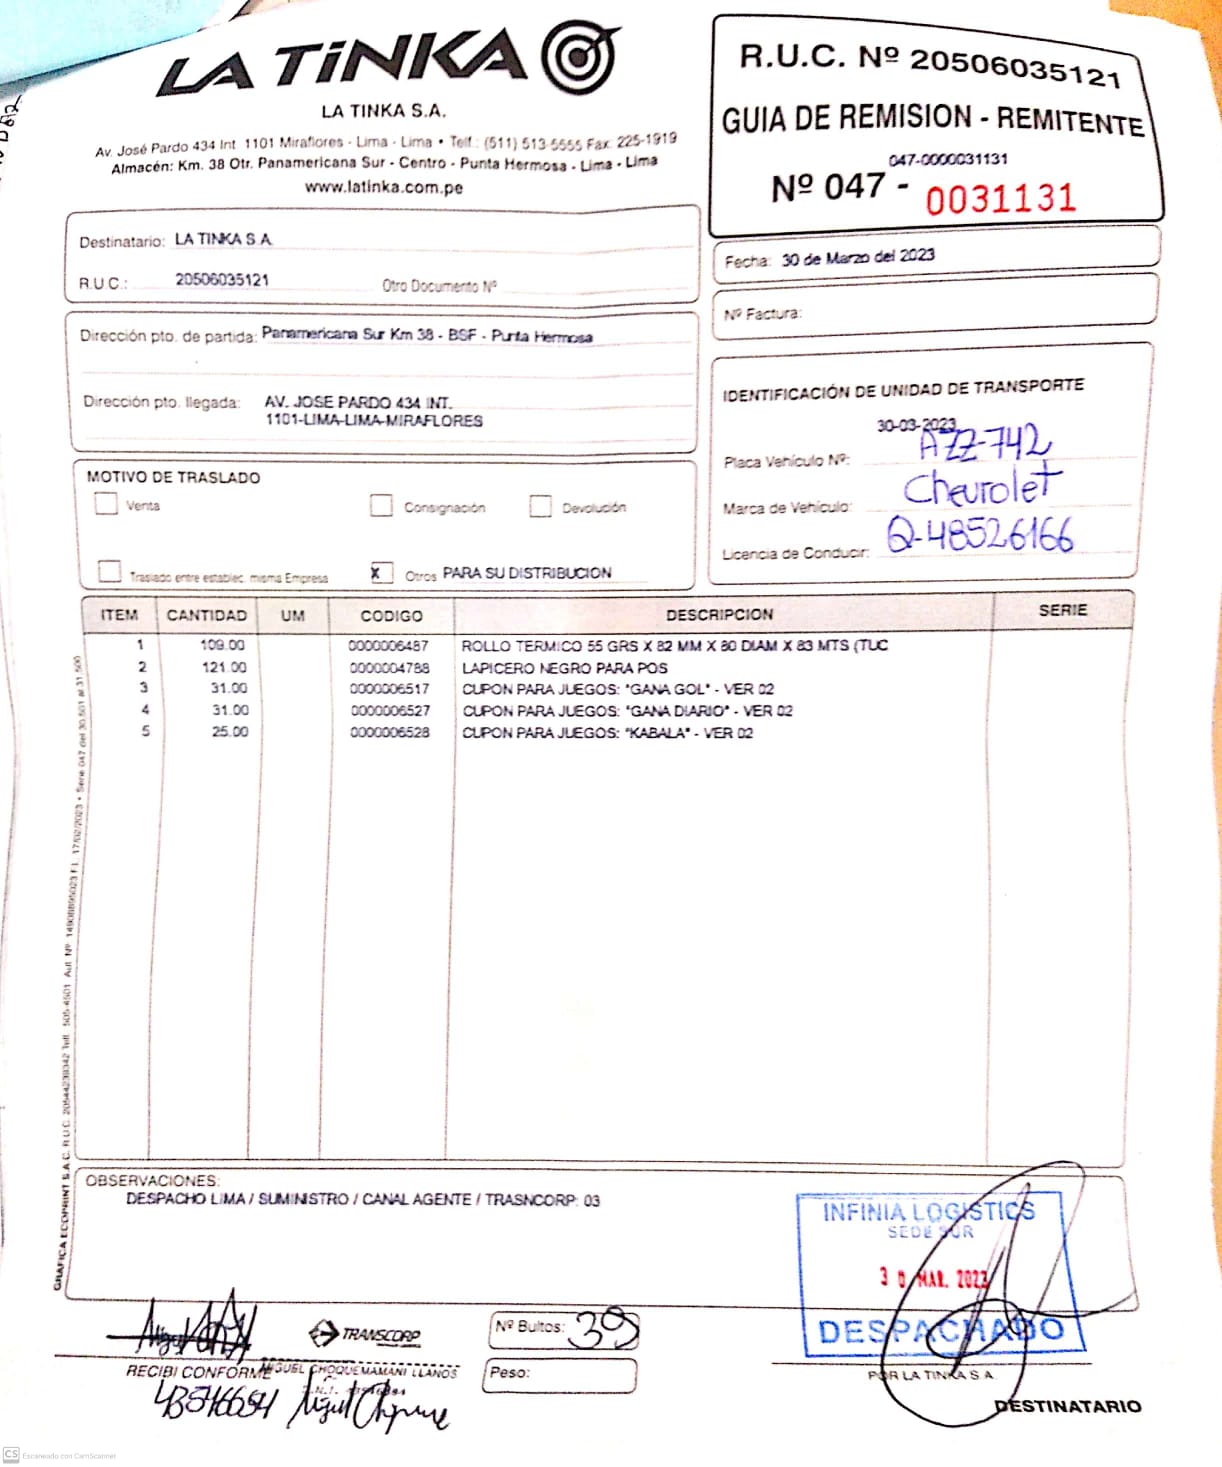 LA TiNKA
LA TINKA S.A.
Av. José Pardo 434 Int 1101 Miraflores - Lima - Lima • Telf.: (511) 513-5555 Fax: 225-1919
Almacén: Km. 38 Otr. Panamericana Sur - Centro - Punta Hermosa - Lima - Lima
www.latinka.com.pe
R.U.C. Nº 20506035121
GUIA DE REMISION - REMITENTE
047-0000031131
Nº 047 - 0031131
Destinatario: LA TINKA S.A.
R.U.C.: 20506035121 Otro Documento Nº
Fecha: 30 de Marzo del 2023
Nº Factura:
Dirección pto. de partida: Panamericana Sur Km 38 - BSF - Punta Hermosa
Dirección pto. llegada: AV. JOSE PARDO 434 INT.
1101-LIMA-LIMA-MIRAFLORES
IDENTIFICACIÓN DE UNIDAD DE TRANSPORTE
30-03-2023
Placa Vehículo Nº: AZZ-742
Marca de Vehículo: Chevrolet
Licencia de Conducir: Q-48526166
MOTIVO DE TRASLADO
Venta Consignación Devolución
Traslado entre establec. misma Empresa X Otros PARA SU DISTRIBUCION
ITEM CANTIDAD UM CODIGO DESCRIPCION SERIE
1 109.00 0000006487 ROLLO TERMICO 55 GRS X 82 MM X 80 DIAM X 83 MTS (TUC
2 121.00 0000004788 LAPICERO NEGRO PARA POS
3 31.00 0000006517 CUPON PARA JUEGOS: "GANA GOL" - VER 02
4 31.00 0000006527 CUPON PARA JUEGOS: "GANA DIARIO" - VER 02
5 25.00 0000006528 CUPON PARA JUEGOS: "KABALA" - VER 02
GRAFICA ECOPRINT S.A.C. R.U.C. 20544239342 Telf. 505-4501 Aut. Nº 14908895023 F.I. 17/02/2023 • Serie 047 del 30,501 al 31,500
OBSERVACIONES:
DESPACHO LIMA / SUMINISTRO / CANAL AGENTE / TRASNCORP: 03
INFINIA LOGISTICS
SEDE SUR
30 MAR. 2023
DESPACHADO
TRANSCORP
Nº Bultos: 39
RECIBI CONFORME
MIGUEL CHOQUEMAMANI LLANOS
Peso:
POR LA TINKA S.A.
43546654
DESTINATARIO
CS Escaneado con CamScanner